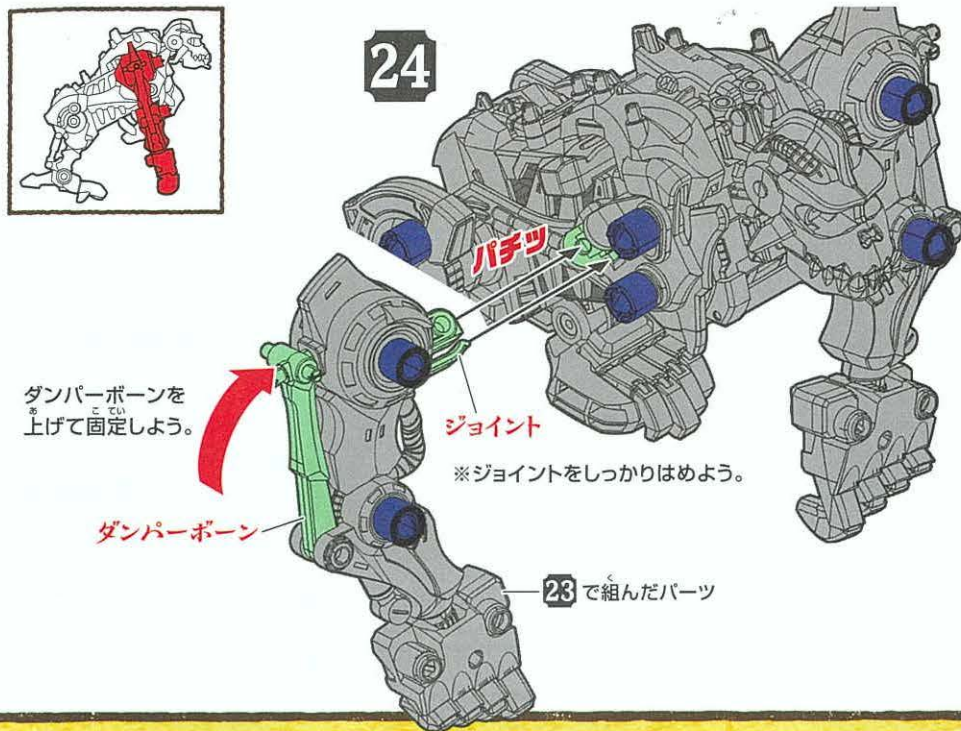 24
パチッ
ダンパーボーンを
上げて固定しよう。
ジョイント
※ジョイントをしっかりはめよう。
ダンパーボーン
23で組んだパーツ